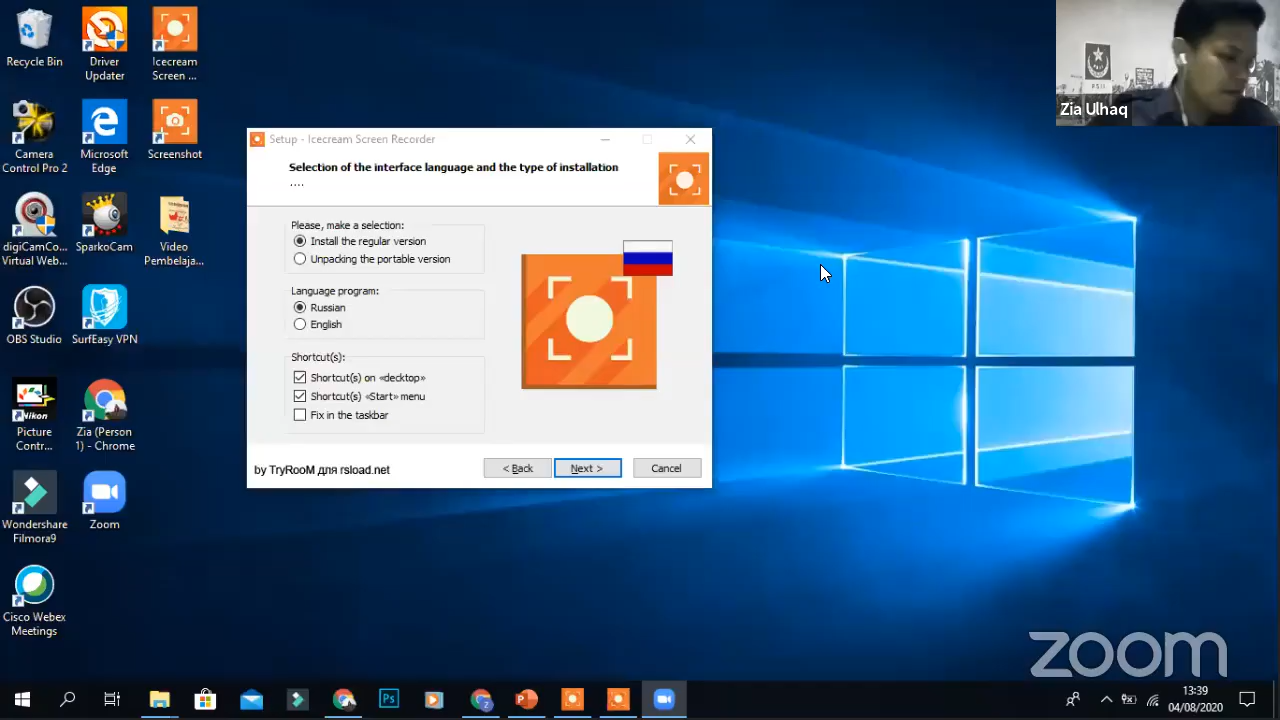 Recycle Bin
Driver
Updater
Icecream
Screen ...
Camera
Control Pro 2
Microsoft
Edge
Screenshot
digiCamCo...
Virtual Web...
SparkoCam
Video
Pembelaja...
OBS Studio
SurfEasy VPN
Nikon
Picture
Contr...
Zia (Person
1) - Chrome
Wondershare
Filmora9
Zoom
Cisco Webex
Meetings
Setup - Icecream Screen Recorder
Selection of the interface language and the type of installation
....
Please, make a selection:
Install the regular version
Unpacking the portable version
Language program:
Russian
English
Shortcut(s):
Shortcut(s) on «decktop»
Shortcut(s) «Start» menu
Fix in the taskbar
by TryRooM для rsload.net
< Back
Next >
Cancel
Zia Ulhaq
zoom
Ps
13:39
04/08/2020